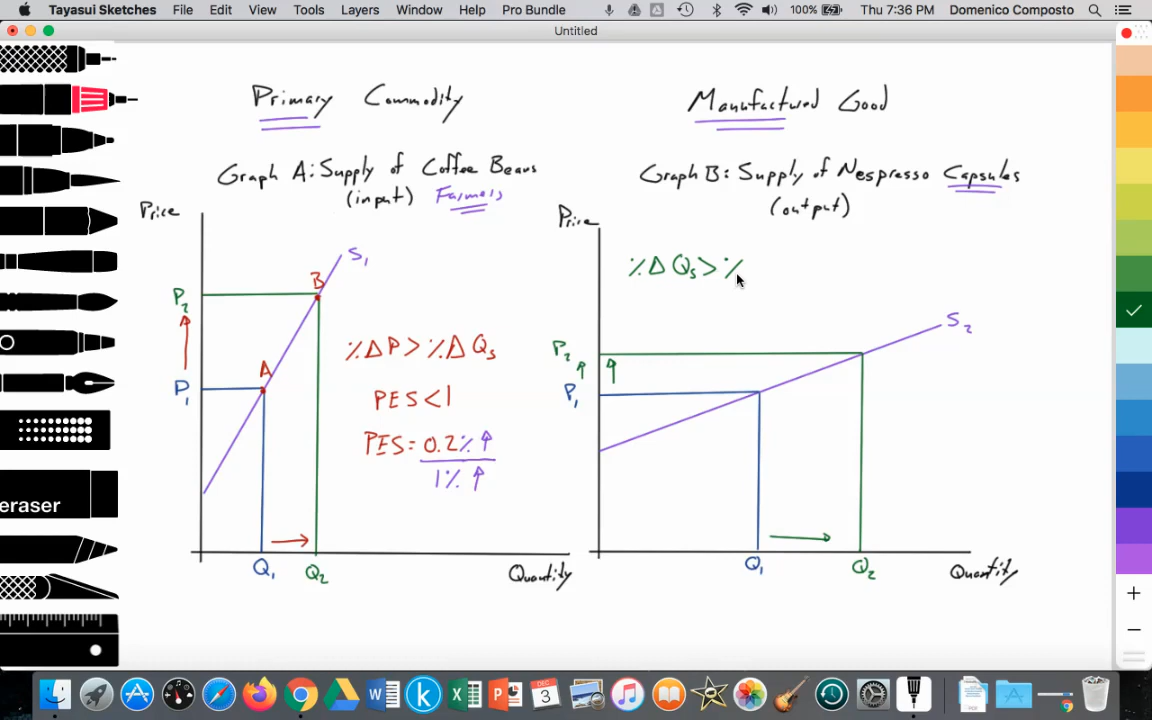 Tayasui Sketches File Edit View Tools Layers Window Help Pro Bundle 100% Thu 7:36 PM Domenico Composto
Untitled
Primary Commodity
Manufactured Good
Graph A: Supply of Coffee Beans
(input) Farmers
Graph B: Supply of Nespresso Capsules
(output)
Price
S₁
B
P₂
A
P₁
%ΔP > %ΔQs
PES < 1
PES = 0.2% ↑
1% ↑
Q₁
Q₂
Quantity
Price
%ΔQs > %
S₂
P₂
P₁
Q₁
Q₂
Quantity
eraser
DEC
3